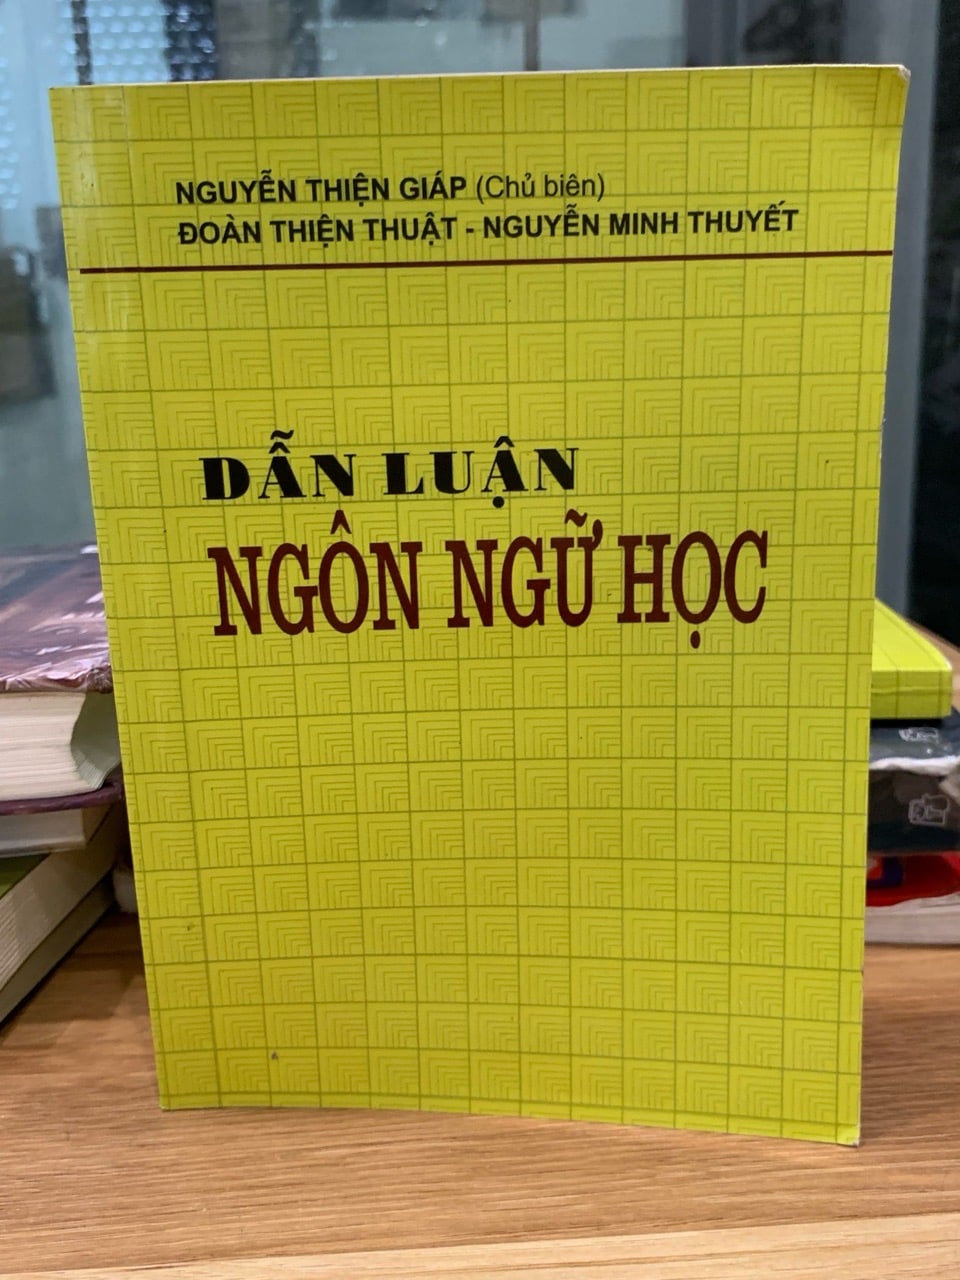 NGUYỄN THIỆN GIÁP (Chủ biên)
ĐOÀN THIỆN THUẬT - NGUYỄN MINH THUYẾT
DẪN LUẬN
NGÔN NGỮ HỌC